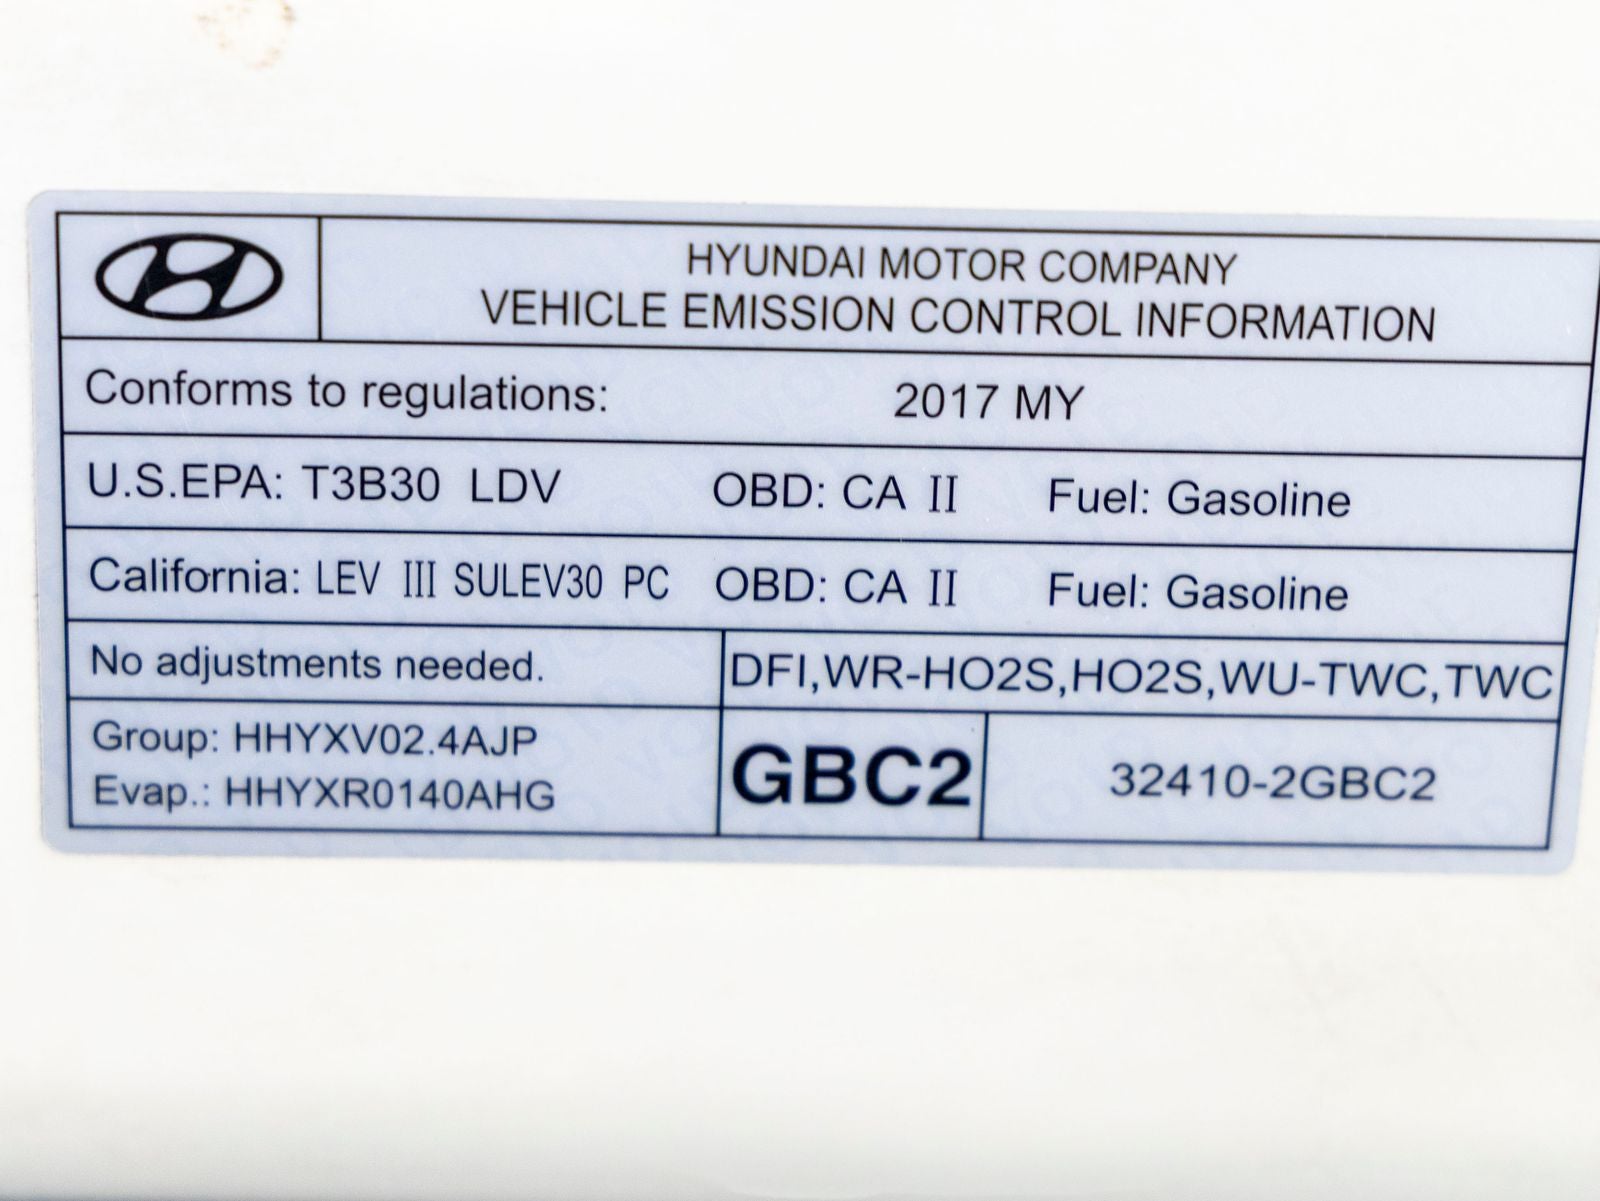 HYUNDAI MOTOR COMPANY
VEHICLE EMISSION CONTROL INFORMATION
Conforms to regulations: 2017 MY
U.S.EPA: T3B30 LDV OBD: CA II Fuel: Gasoline
California: LEV III SULEV30 PC OBD: CA II Fuel: Gasoline
No adjustments needed. DFI,WR-HO2S,HO2S,WU-TWC,TWC
Group: HHYXV02.4AJP
Evap.: HHYXR0140AHG
GBC2 32410-2GBC2